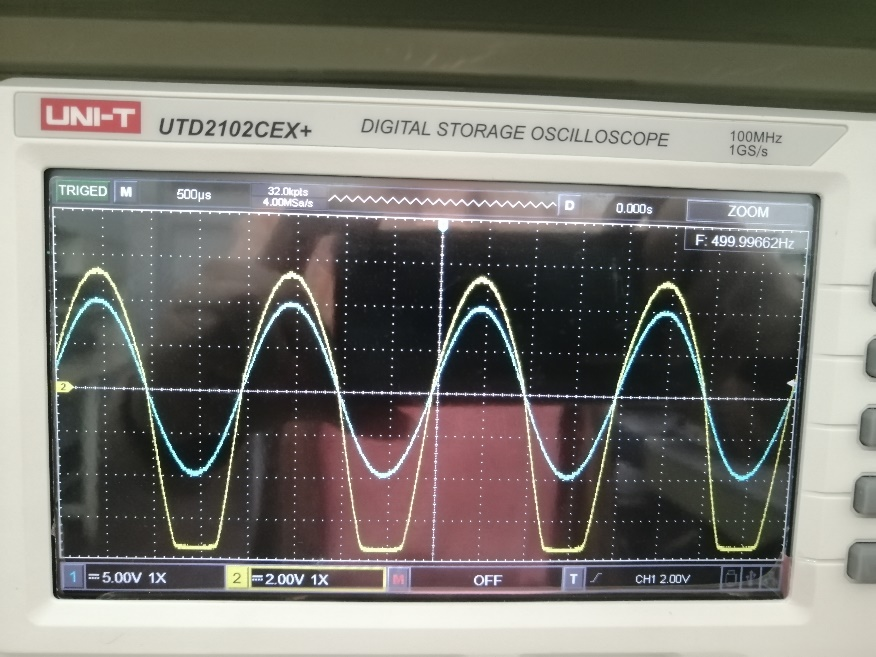 UNI-T UTD2102CEX+ DIGITAL STORAGE OSCILLOSCOPE 100MHz
1GS/s
TRIGED M 500μs 32.0kpts D 0.000s ZOOM
4.00MSa/s
F: 499.99662Hz
2
1 5.00V 1X 2 2.00V 1X M OFF T CH1 2.00V